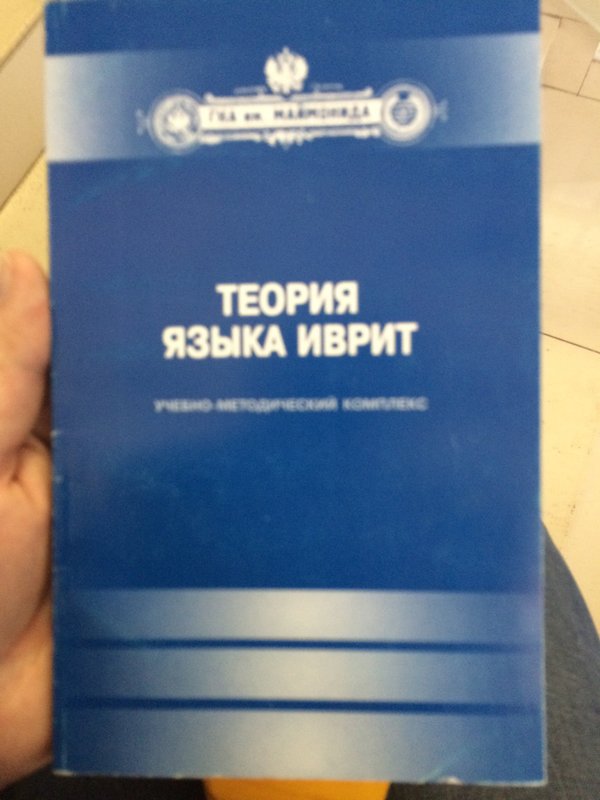 ГКА им. МАЙМОНИДА
ТЕОРИЯ
ЯЗЫКА ИВРИТ
УЧЕБНО-МЕТОДИЧЕСКИЙ КОМПЛЕКС